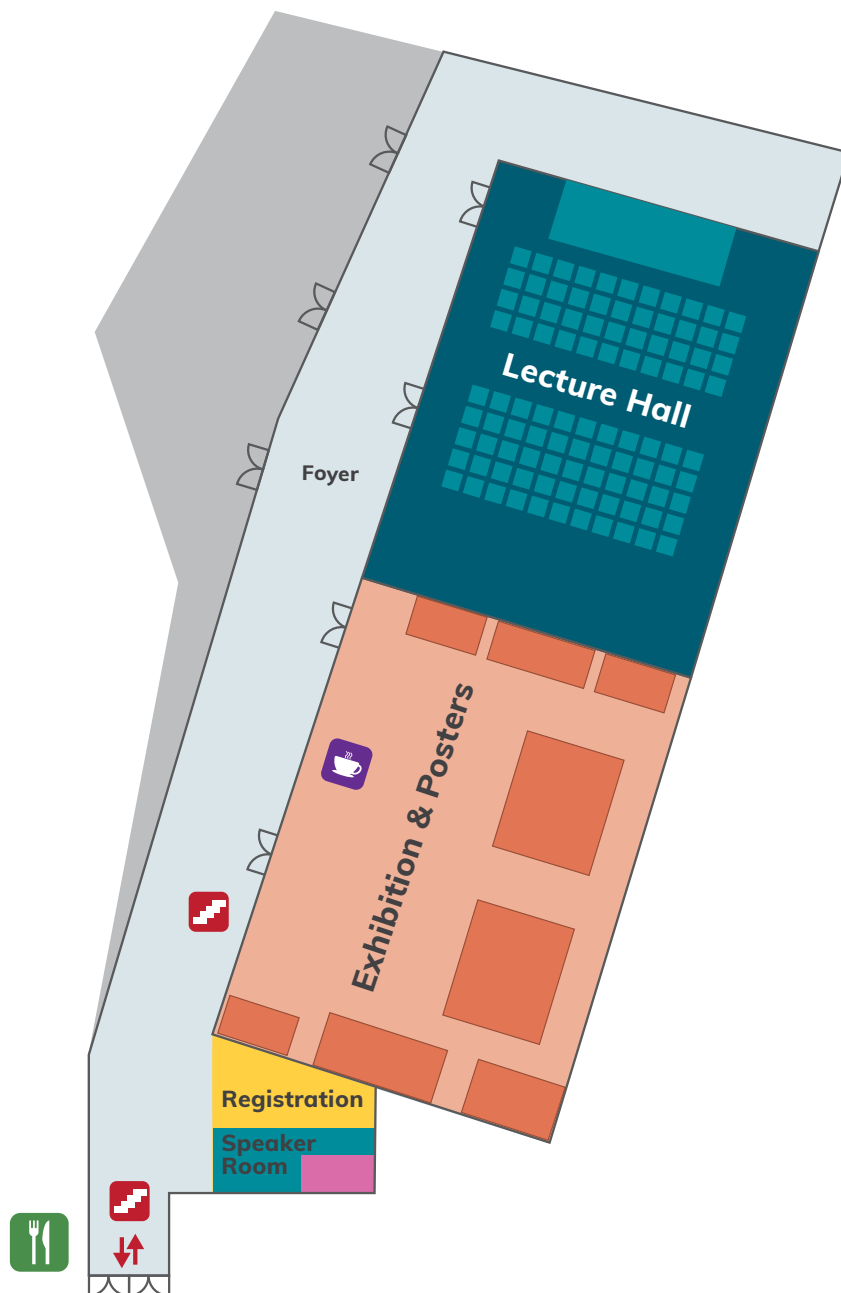 Lecture Hall
Foyer
Exhibition & Posters
Registration
Speaker
Room